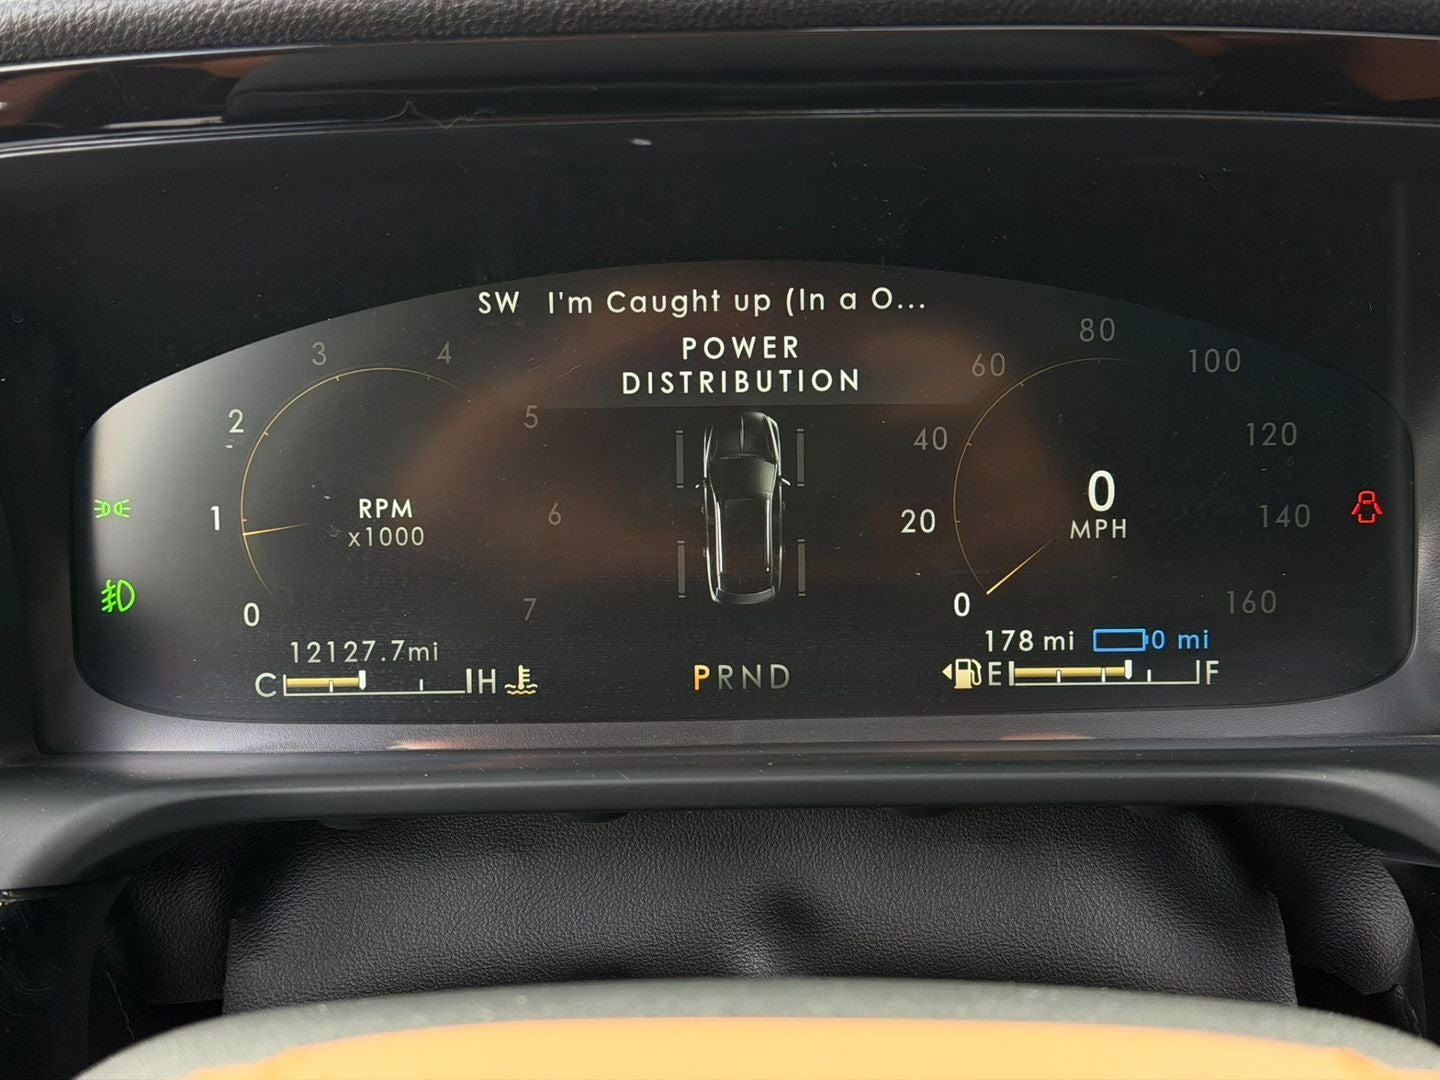 SW I'm Caught up (In a O...
POWER
DISTRIBUTION
0
1
2
3
4
5
6
7
RPM
x1000
0
20
40
60
80
100
120
140
160
0
MPH
12127.7mi
C H
PRND
178 mi 0 mi
E F